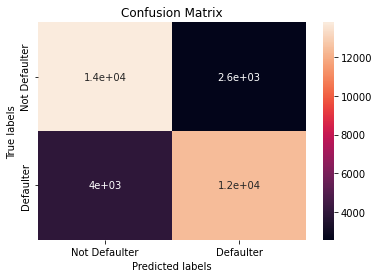 Confusion Matrix
True labels
Not Defaulter
Defaulter
1.4e+04 2.6e+03
4e+03 1.2e+04
Not Defaulter Defaulter
Predicted labels
12000
10000
8000
6000
4000